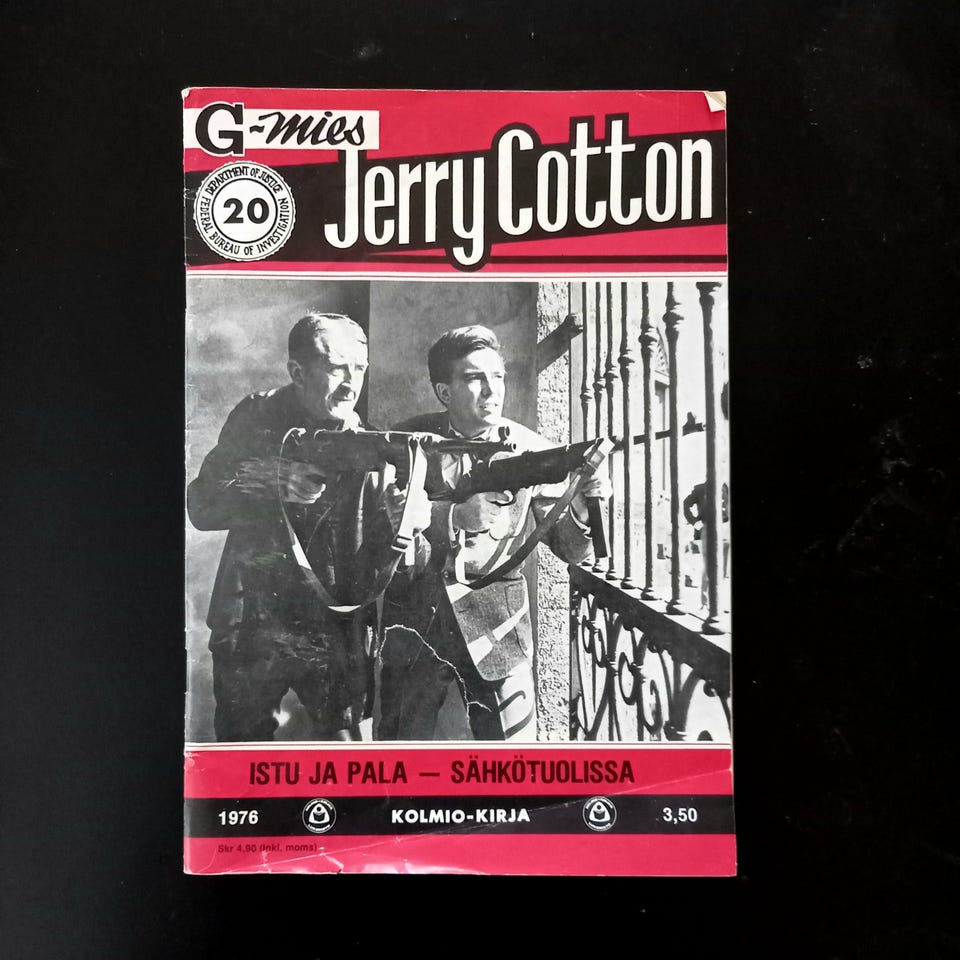 G-mies
Jerry Cotton
DEPARTMENT OF JUSTICE
20
FEDERAL BUREAU OF INVESTIGATION
ISTU JA PALA — SÄHKÖTUOLISSA
1976 KOLMIO-KIRJA 3,50
Skr 4,90 (inkl. moms)